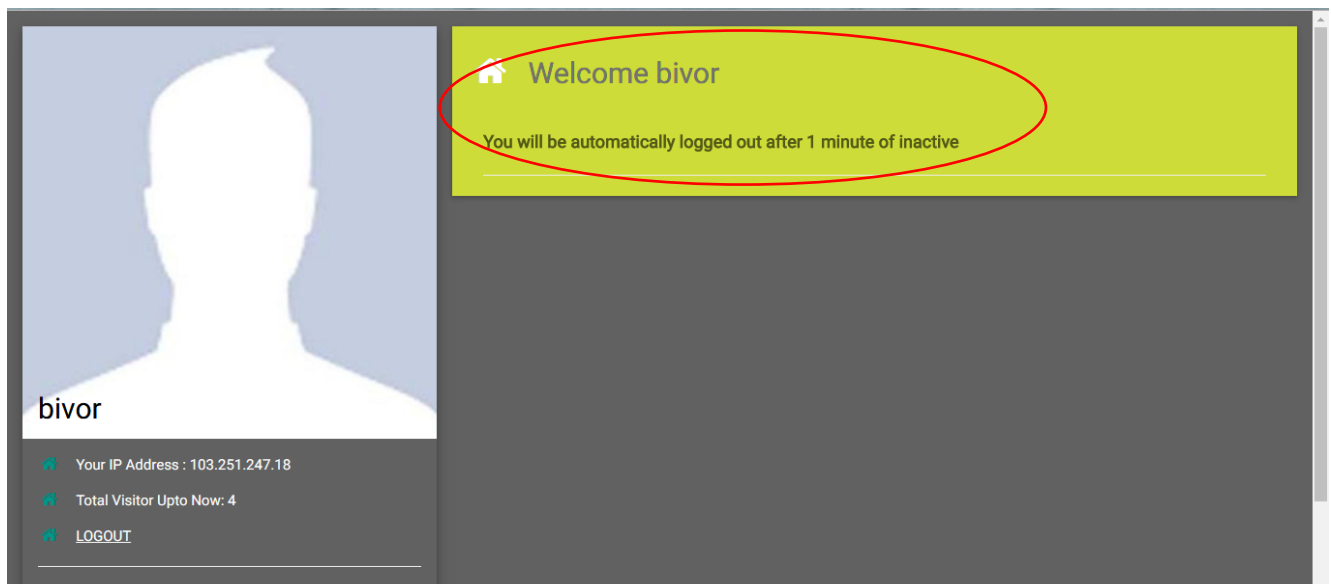 bivor
Your IP Address : 103.251.247.18
Total Visitor Upto Now: 4
LOGOUT
Welcome bivor
You will be automatically logged out after 1 minute of inactive